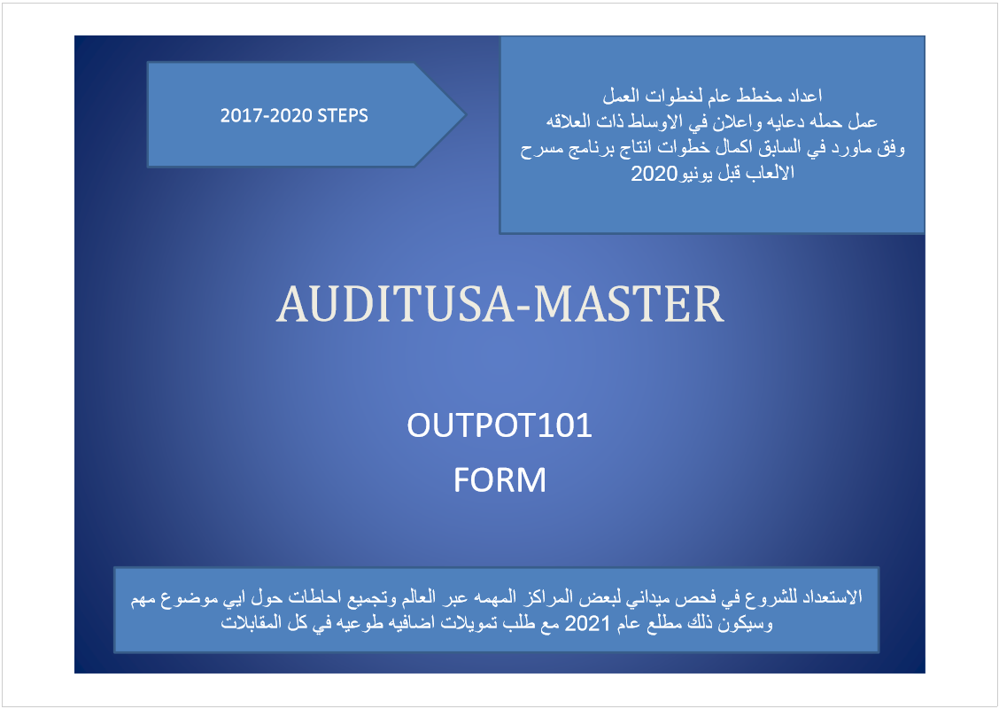 2017-2020 STEPS
اعداد مخطط عام لخطوات العمل
عمل حمله دعايه واعلان في الاوساط ذات العلاقه
وفق ماورد في السابق اكمال خطوات انتاج برنامج مسرح
الالعاب قبل يونيو2020
AUDITUSA-MASTER
OUTPOT101
FORM
الاستعداد للشروع في فحص ميداني لبعض المراكز المهمه عبر العالم وتجميع احاطات حول ايي موضوع مهم
وسيكون ذلك مطلع عام 2021 مع طلب تمويلات اضافيه طوعيه في كل المقابلات